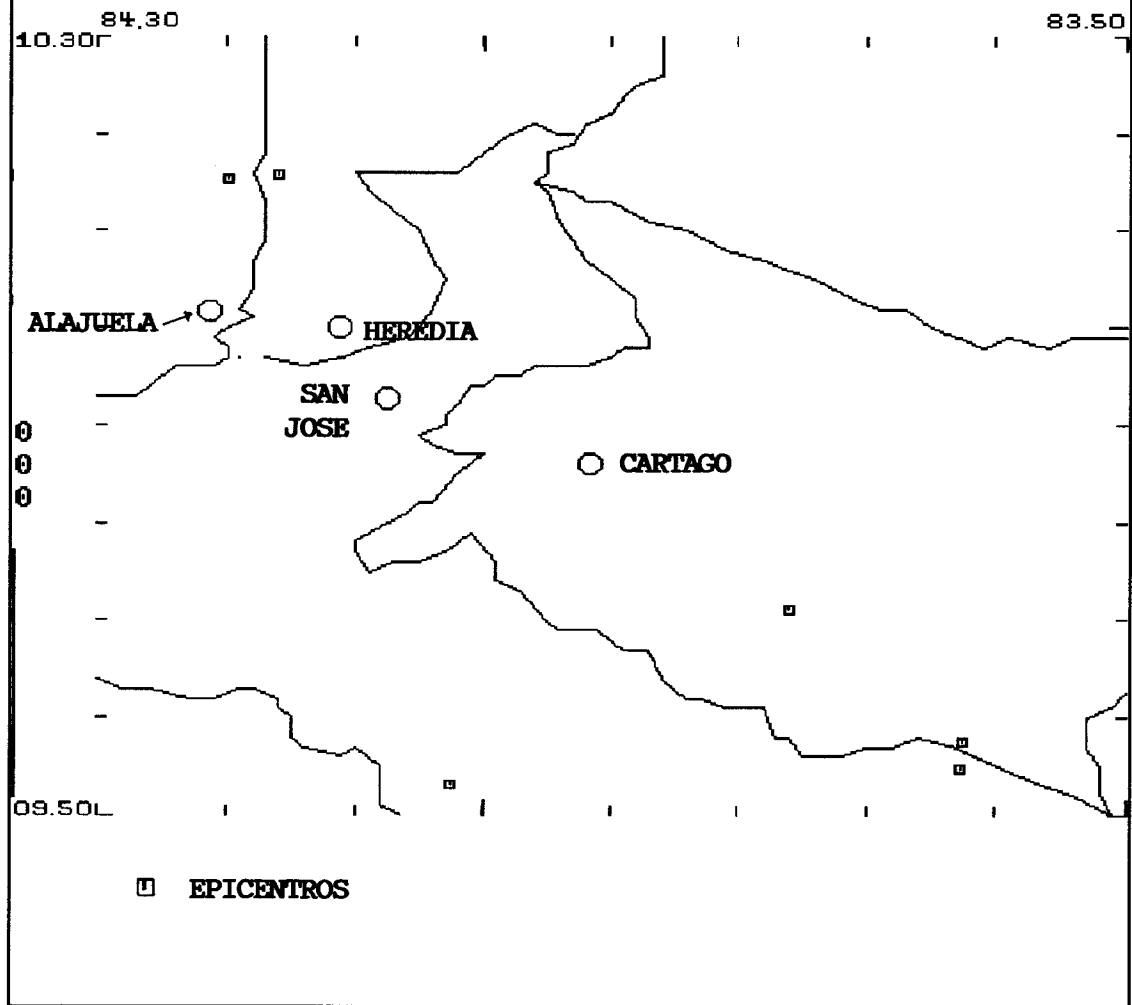 84.30
83.50
10.30
ALAJUELA
HEREDIA
SAN
JOSE
0
0
0
CARTAGO
09.50
EPICENTROS